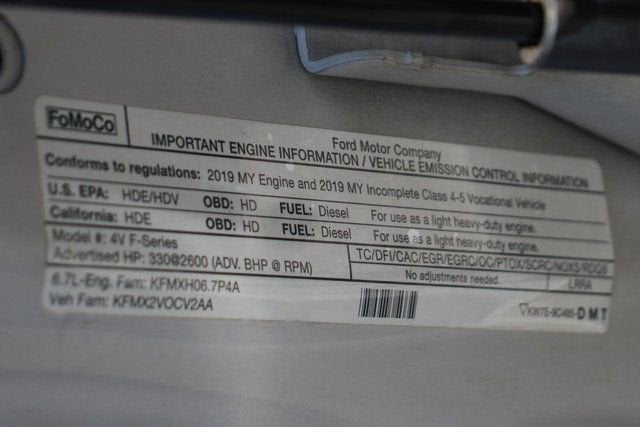 FoMoCo
Ford Motor Company
IMPORTANT ENGINE INFORMATION / VEHICLE EMISSION CONTROL INFORMATION
Conforms to regulations: 2019 MY Engine and 2019 MY Incomplete Class 4-5 Vocational Vehicle
U.S. EPA: HDE/HDV OBD: HD FUEL: Diesel For use as a light heavy-duty engine.
California: HDE OBD: HD FUEL: Diesel For use as a light heavy-duty engine.
Model #: 4V F-Series
Advertised HP: 330@2600 (ADV. BHP @ RPM)
TC/DFI/CAC/EGR/EGRC/OC/PTOX/SCRC/NOXS/RDQS
No adjustments needed. LRRA
6.7L-Eng. Fam: KFMXH06.7P4A
Veh Fam: KFMX2VOCV2AA
KW7E-9C485-DMT